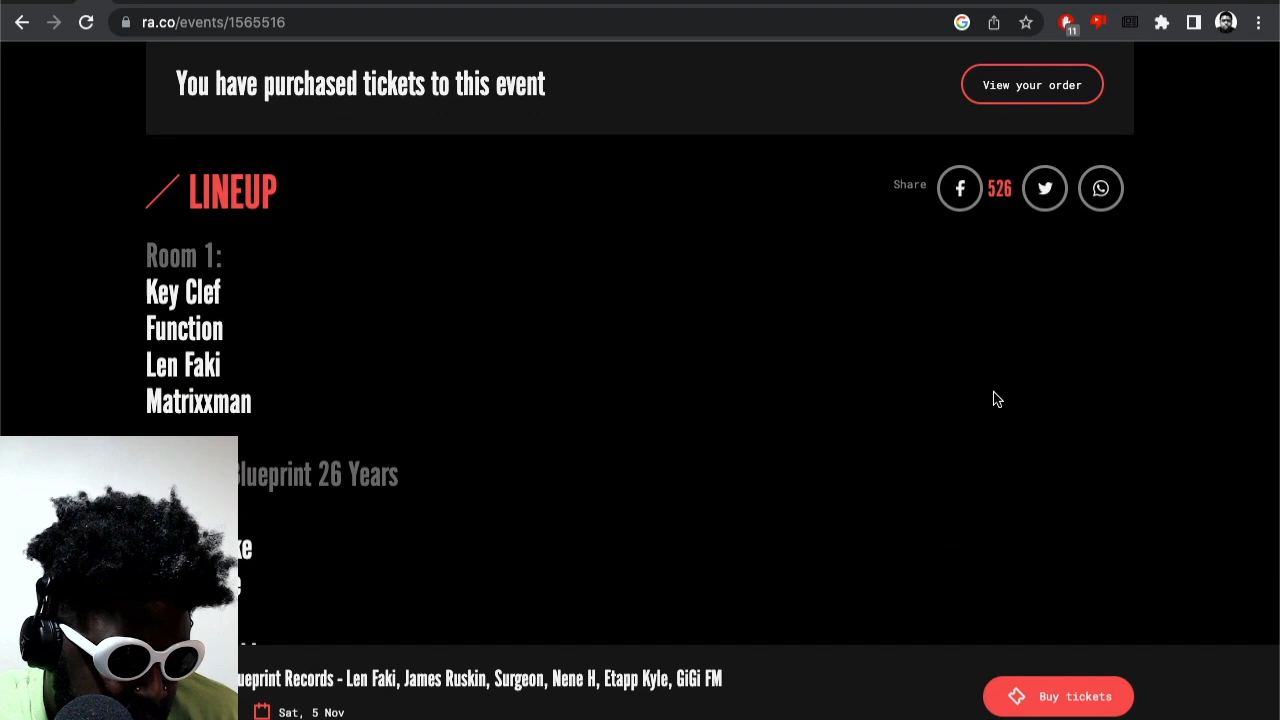 ra.co/events/1565516
11
You have purchased tickets to this event
View your order
LINEUP
Share
526
Room 1:
Key Clef
Function
Len Faki
Matrixxman
Blueprint 26 Years
ke
e
ueprint Records - Len Faki, James Ruskin, Surgeon, Nene H, Etapp Kyle, GiGi FM
Sat, 5 Nov
Buy tickets